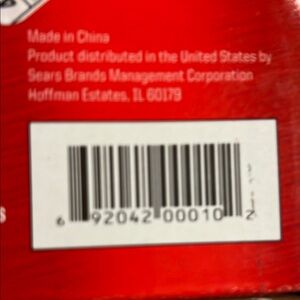 Made in China
Product distributed in the United States by
Sears Brands Management Corporation
Hoffman Estates, IL 60179
6 92042 00010 2